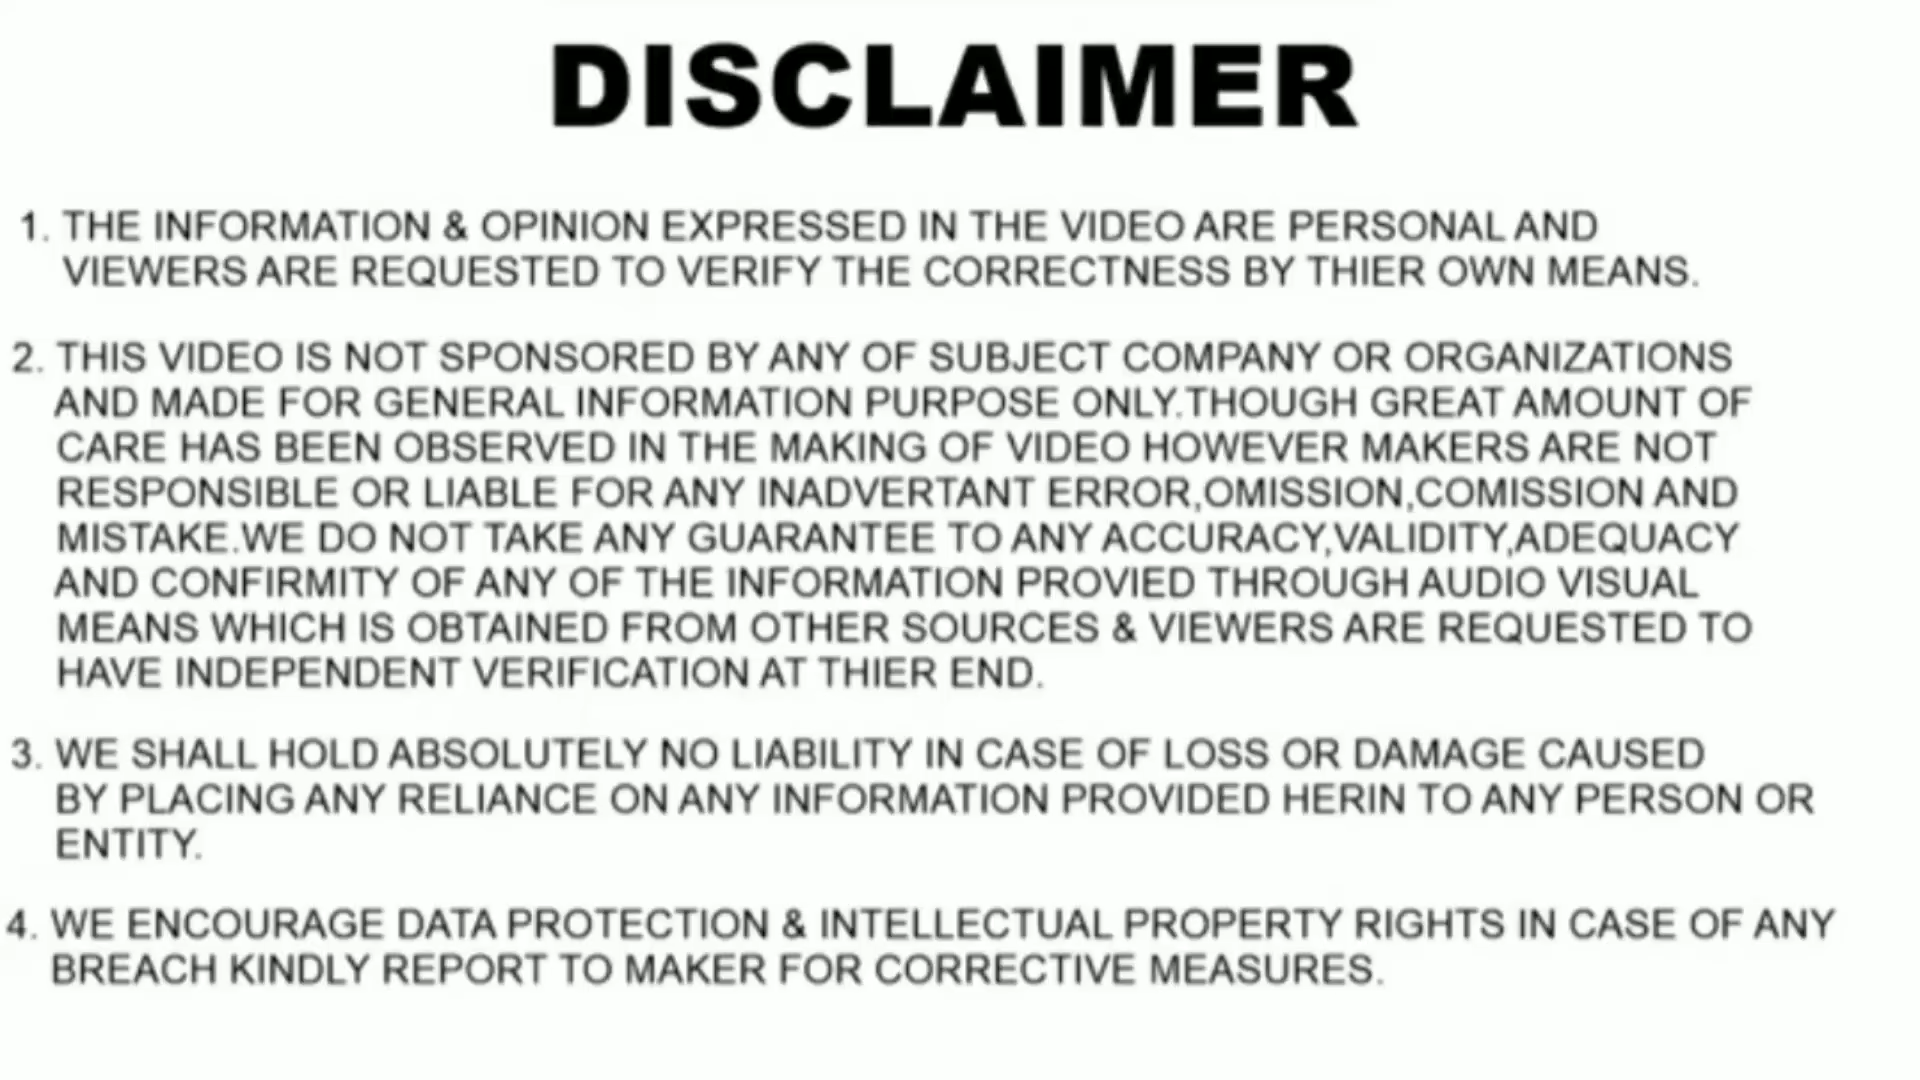 DISCLAIMER
1. THE INFORMATION & OPINION EXPRESSED IN THE VIDEO ARE PERSONAL AND
VIEWERS ARE REQUESTED TO VERIFY THE CORRECTNESS BY THIER OWN MEANS.
2. THIS VIDEO IS NOT SPONSORED BY ANY OF SUBJECT COMPANY OR ORGANIZATIONS
AND MADE FOR GENERAL INFORMATION PURPOSE ONLY.THOUGH GREAT AMOUNT OF
CARE HAS BEEN OBSERVED IN THE MAKING OF VIDEO HOWEVER MAKERS ARE NOT
RESPONSIBLE OR LIABLE FOR ANY INADVERTANT ERROR,OMISSION,COMISSION AND
MISTAKE.WE DO NOT TAKE ANY GUARANTEE TO ANY ACCURACY,VALIDITY,ADEQUACY
AND CONFIRMITY OF ANY OF THE INFORMATION PROVIED THROUGH AUDIO VISUAL
MEANS WHICH IS OBTAINED FROM OTHER SOURCES & VIEWERS ARE REQUESTED TO
HAVE INDEPENDENT VERIFICATION AT THIER END.
3. WE SHALL HOLD ABSOLUTELY NO LIABILITY IN CASE OF LOSS OR DAMAGE CAUSED
BY PLACING ANY RELIANCE ON ANY INFORMATION PROVIDED HERIN TO ANY PERSON OR
ENTITY.
4. WE ENCOURAGE DATA PROTECTION & INTELLECTUAL PROPERTY RIGHTS IN CASE OF ANY
BREACH KINDLY REPORT TO MAKER FOR CORRECTIVE MEASURES.